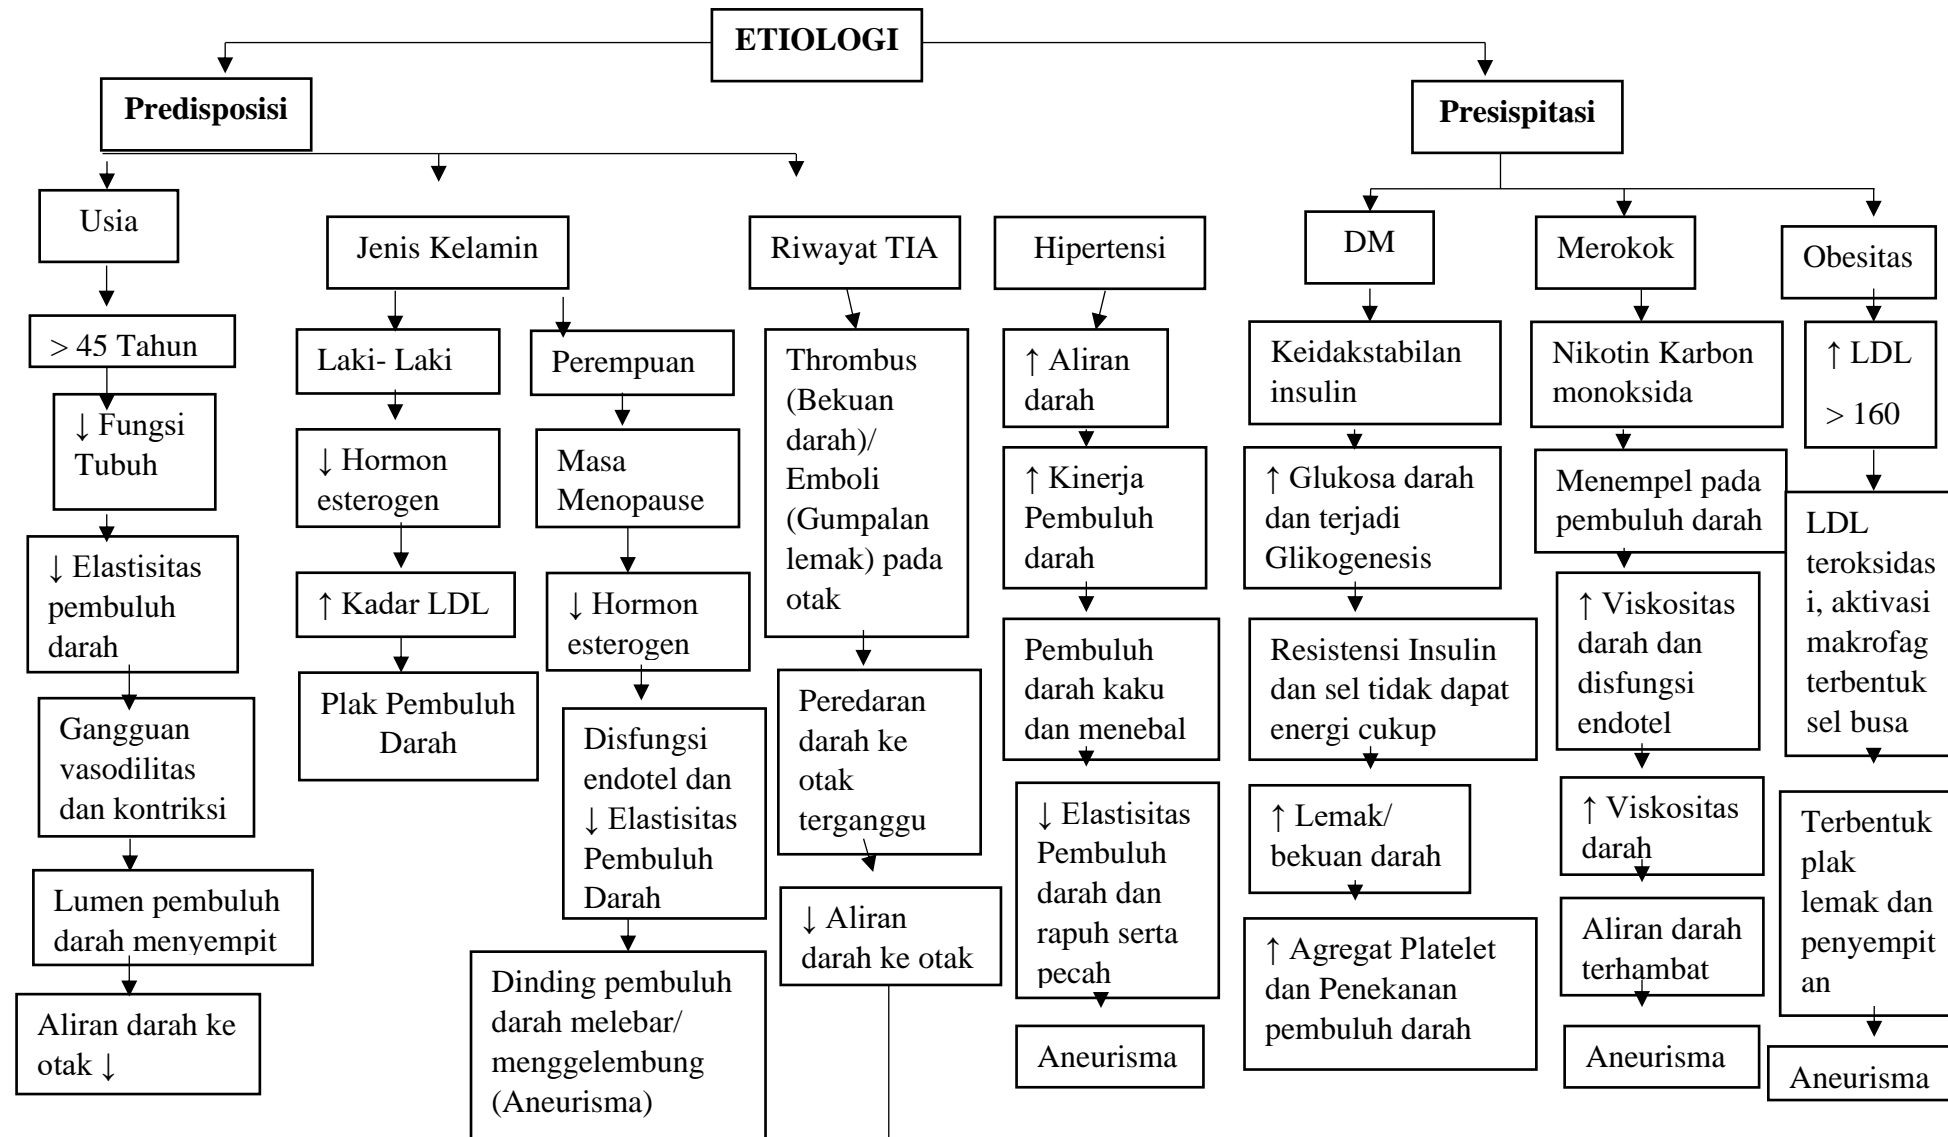 ETIOLOGI
Predisposisi
Presispitasi
Usia
> 45 Tahun
↓ Fungsi
Tubuh
↓ Elastisitas
pembuluh
darah
Gangguan
vasodilitas
dan kontriksi
Lumen pembuluh
darah menyempit
Aliran darah ke
otak ↓
Jenis Kelamin
Laki- Laki
↓ Hormon
esterogen
↑ Kadar LDL
Plak Pembuluh
Darah
Perempuan
Masa
Menopause
↓ Hormon
esterogen
Disfungsi
endotel dan
↓ Elastisitas
Pembuluh
Darah
Dinding pembuluh
darah melebar/
menggelembung
(Aneurisma)
Riwayat TIA
Thrombus
(Bekuan
darah)/
Emboli
(Gumpalan
lemak) pada
otak
Peredaran
darah ke
otak
terganggu
↓ Aliran
darah ke otak
Hipertensi
↑ Aliran
darah
↑ Kinerja
Pembuluh
darah
Pembuluh
darah kaku
dan menebal
↓ Elastisitas
Pembuluh
darah dan
rapuh serta
pecah
Aneurisma
DM
Keidakstabilan
insulin
↑ Glukosa darah
dan terjadi
Glikogenesis
Resistensi Insulin
dan sel tidak dapat
energi cukup
↑ Lemak/
bekuan darah
↑ Agregat Platelet
dan Penekanan
pembuluh darah
Merokok
Nikotin Karbon
monoksida
Menempel pada
pembuluh darah
↑ Viskositas
darah dan
disfungsi
endotel
↑ Viskositas
darah
Aliran darah
terhambat
Aneurisma
Obesitas
↑ LDL
> 160
LDL
teroksidas
i, aktivasi
makrofag
terbentuk
sel busa
Terbentuk
plak
lemak dan
penyempit
an
Aneurisma